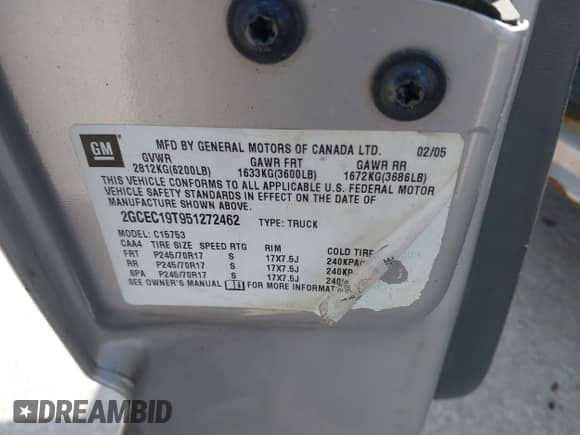 GM
MFD BY GENERAL MOTORS OF CANADA LTD. 02/05
GVWR GAWR FRT GAWR RR
2812KG(6200LB) 1633KG(3600LB) 1672KG(3686LB)
THIS VEHICLE CONFORMS TO ALL APPLICABLE U.S. FEDERAL MOTOR
VEHICLE SAFETY STANDARDS IN EFFECT ON THE DATE OF
MANUFACTURE SHOWN ABOVE.
2GCEC19T951272462 TYPE: TRUCK
MODEL: C15753
CAA4 TIRE SIZE SPEED RTG RIM COLD TIRE
FRT P245/70R17 S 17X7.5J 240KPA
RR P245/70R17 S 17X7.5J 240KP
SPA P245/70R17 S 17X7.5J 240
SEE OWNER'S MANUAL FOR MORE INFORMAT
DREAMBID